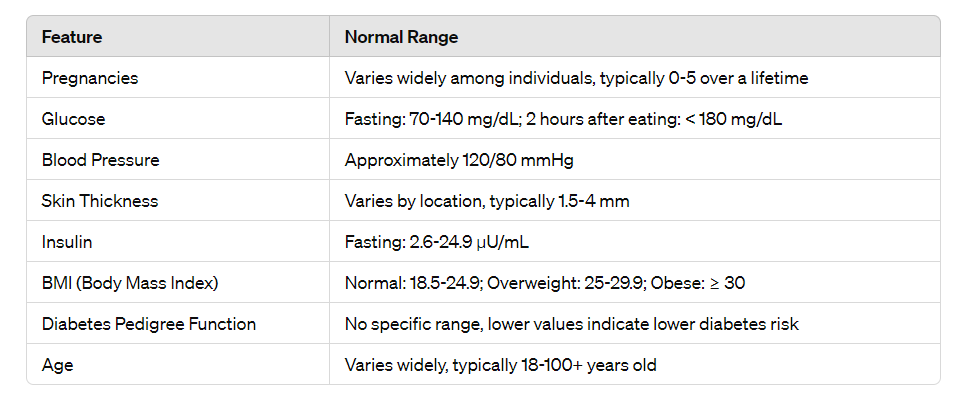 Feature Normal Range
Pregnancies Varies widely among individuals, typically 0-5 over a lifetime
Glucose Fasting: 70-140 mg/dL; 2 hours after eating: < 180 mg/dL
Blood Pressure Approximately 120/80 mmHg
Skin Thickness Varies by location, typically 1.5-4 mm
Insulin Fasting: 2.6-24.9 μU/mL
BMI (Body Mass Index) Normal: 18.5-24.9; Overweight: 25-29.9; Obese: ≥ 30
Diabetes Pedigree Function No specific range, lower values indicate lower diabetes risk
Age Varies widely, typically 18-100+ years old